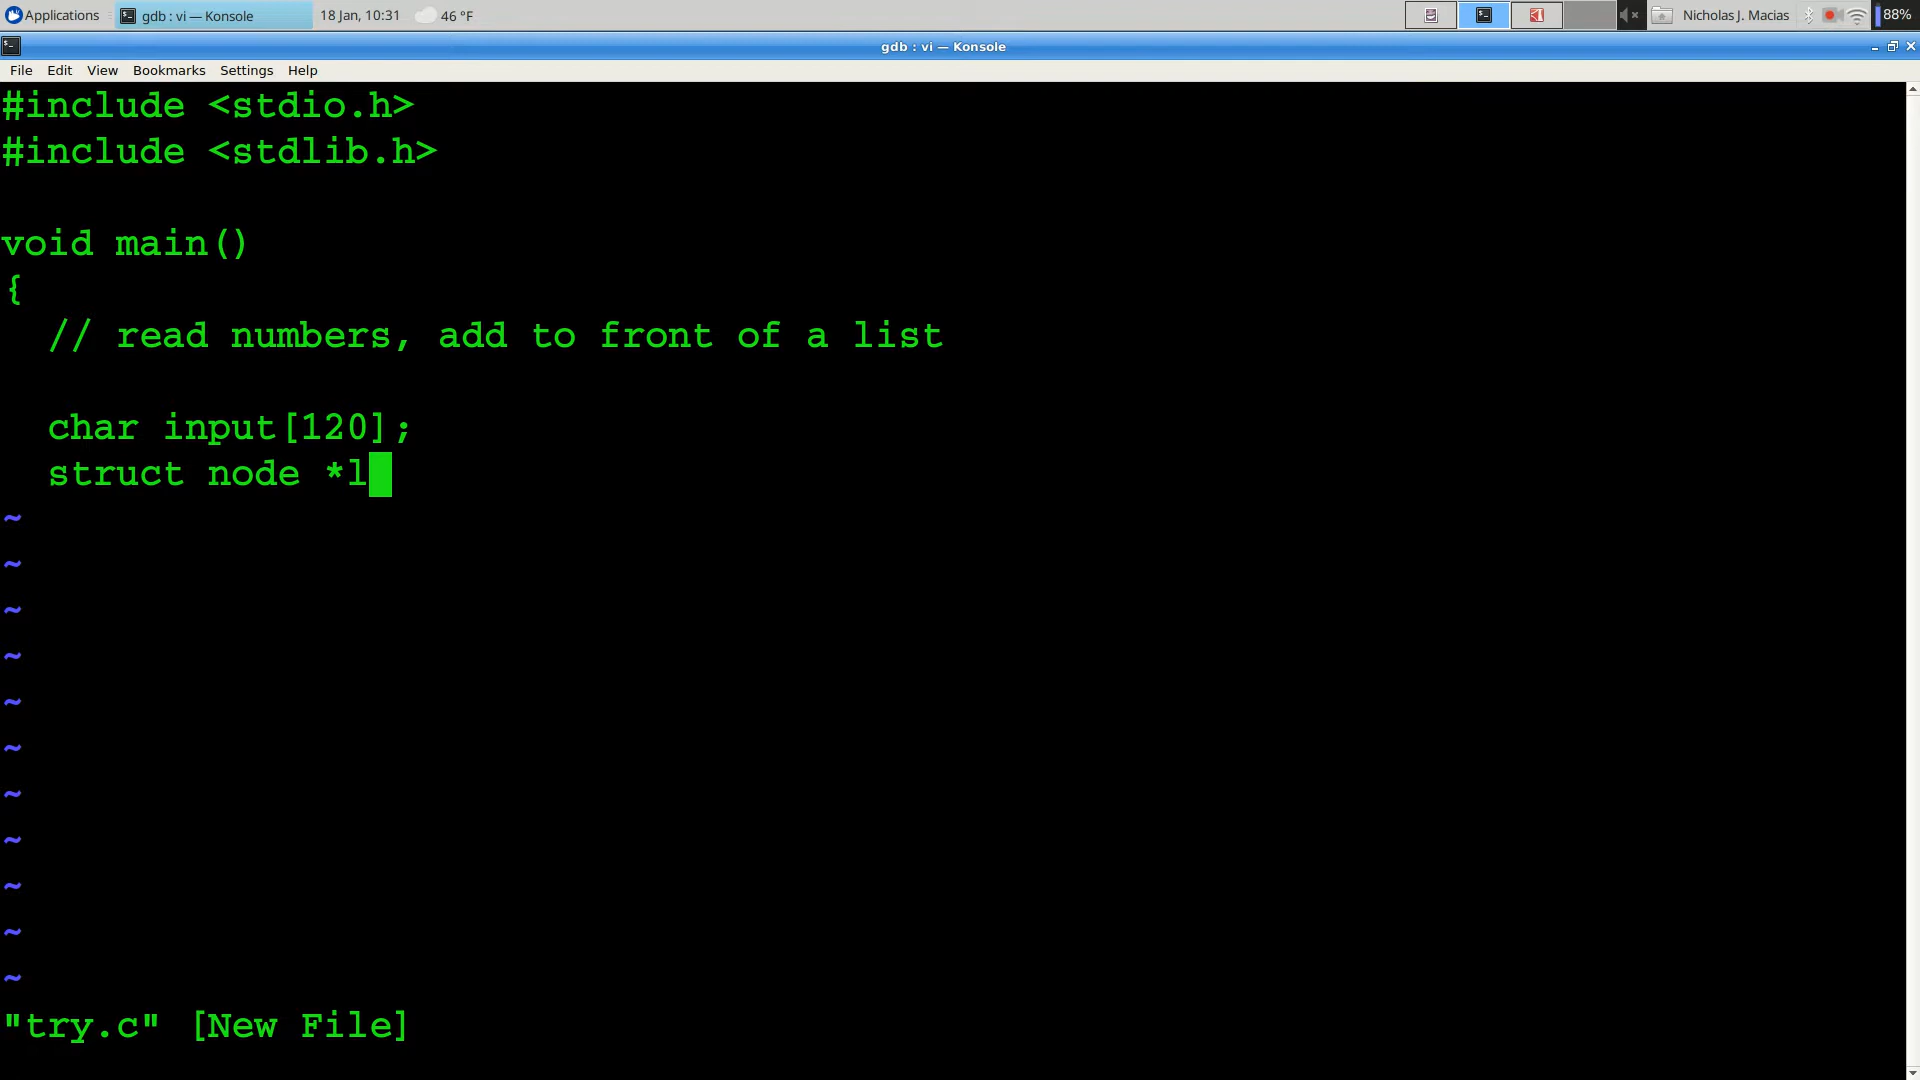 Applications gdb : vi — Konsole 18 Jan, 10:31 46 °F Nicholas J. Macias 88%
gdb : vi — Konsole
File Edit View Bookmarks Settings Help
#include <stdio.h>
#include <stdlib.h>
void main()
{
// read numbers, add to front of a list
char input[120];
struct node *l
~
~
~
~
~
~
~
~
~
~
~
"try.c" [New File]